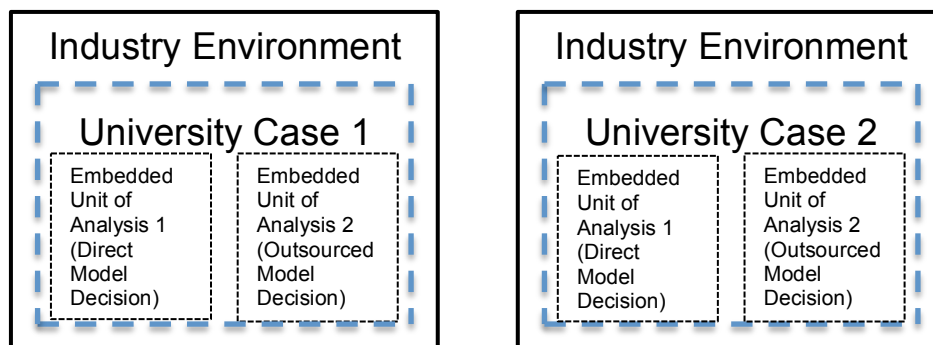 Industry Environment
University Case 1
Embedded
Unit of
Analysis 1
(Direct
Model
Decision)
Embedded
Unit of
Analysis 2
(Outsourced
Model
Decision)
Industry Environment
University Case 2
Embedded
Unit of
Analysis 1
(Direct
Model
Decision)
Embedded
Unit of
Analysis 2
(Outsourced
Model
Decision)